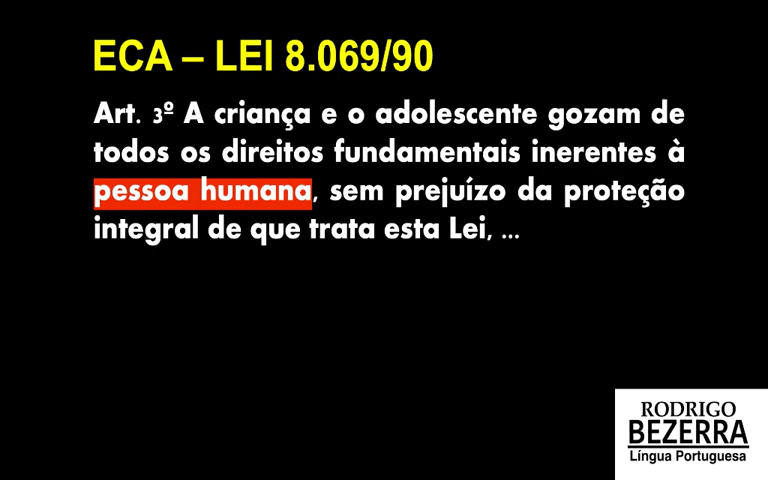 ECA – LEI 8.069/90
Art. 3º A criança e o adolescente gozam de
todos os direitos fundamentais inerentes à
pessoa humana, sem prejuízo da proteção
integral de que trata esta Lei, ...
RODRIGO
BEZERRA
Língua Portuguesa